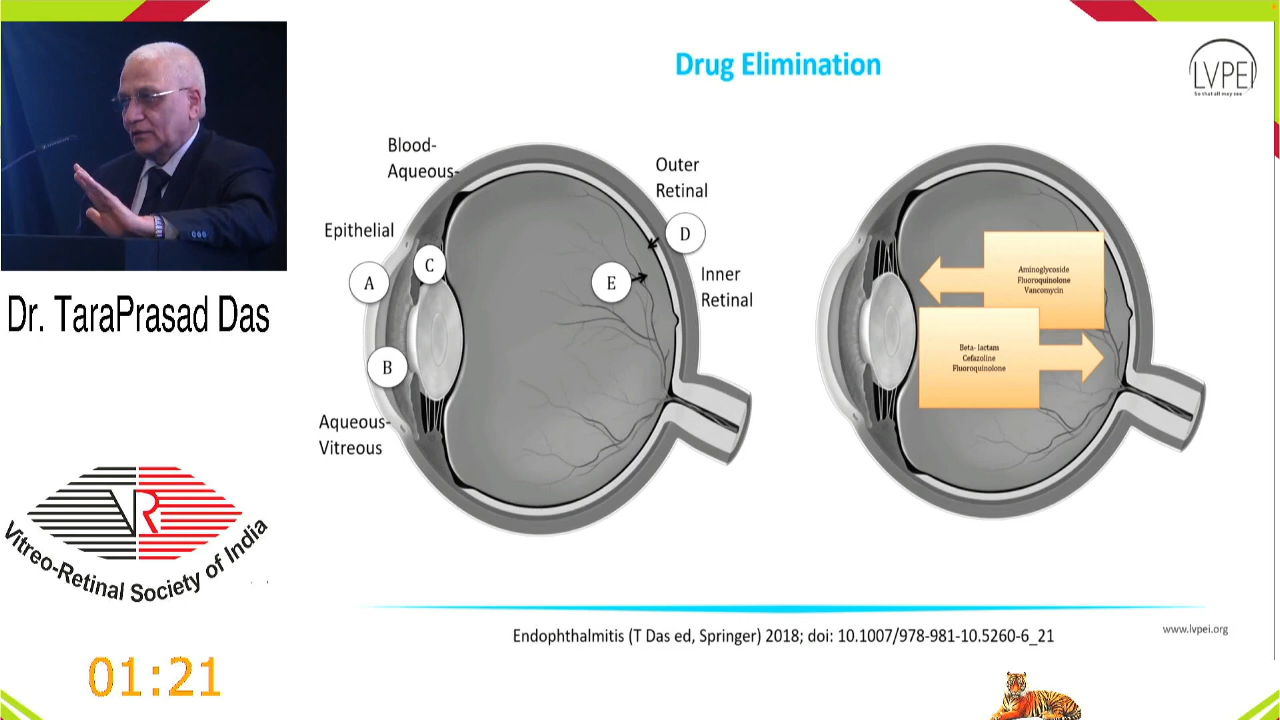 Drug Elimination
LVPEI
So that all may see
Blood-
Aqueous-
Outer
Retinal
Epithelial
D
C
A
E
Inner
Retinal
B
Aqueous-
Vitreous
Aminoglycoside
Fluoroquinolone
Vancomycin
Beta- lactam
Cefazoline
Fluoroquinolone
Dr. TaraPrasad Das
VR
Vitreo-Retinal Society of India
01:21
Endophthalmitis (T Das ed, Springer) 2018; doi: 10.1007/978-981-10.5260-6_21
www.lvpei.org